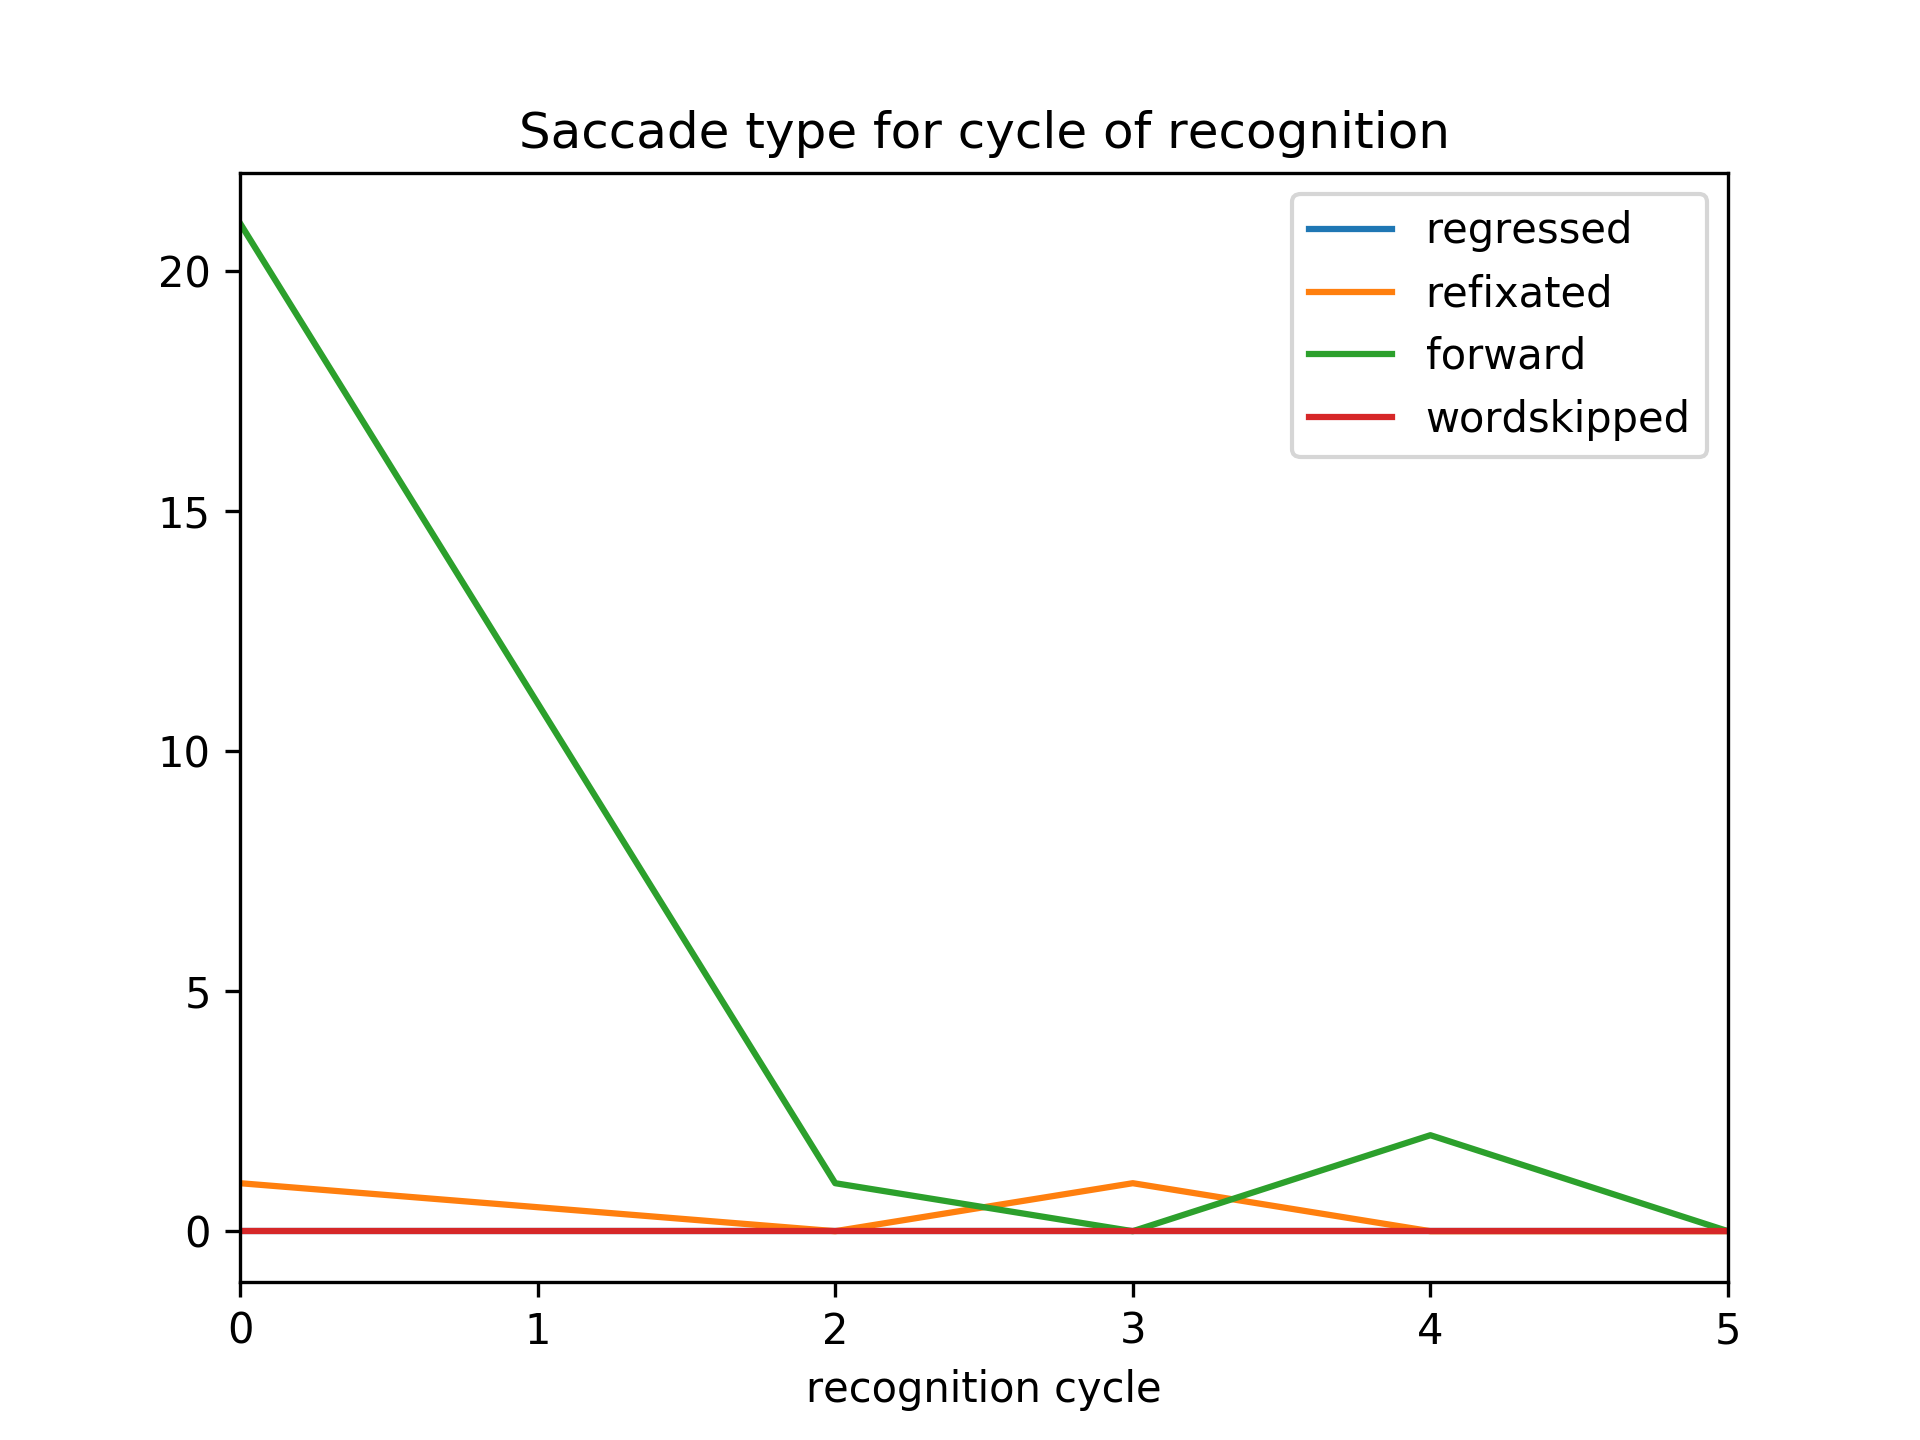 Saccade type for cycle of recognition
regressed
refixated
forward
wordskipped
20
15
10
5
0
0 1 2 3 4 5
recognition cycle